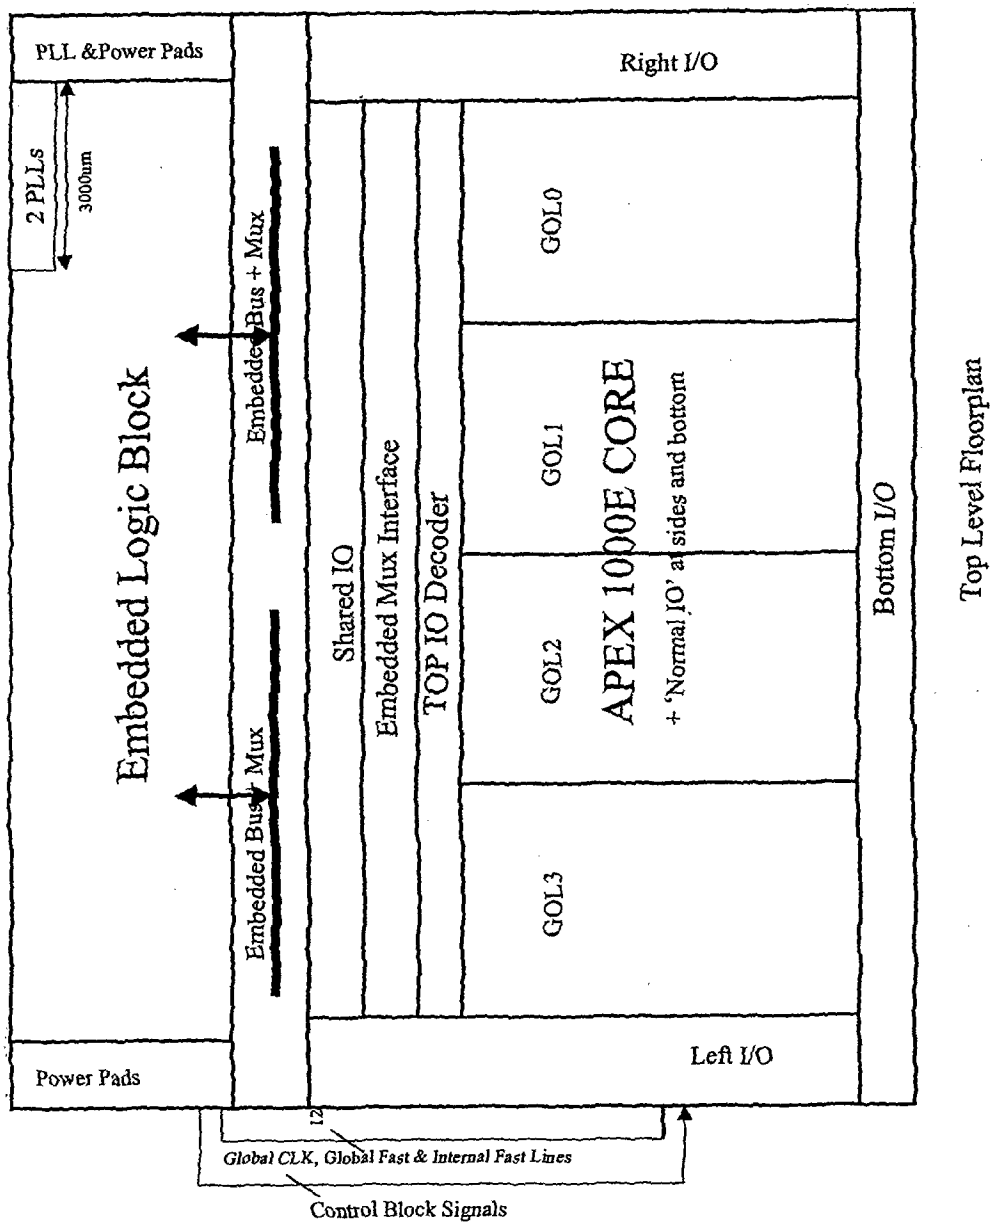 PLL &Power Pads
Right I/O
2 PLLs
3000um
Embedded Logic Block
Embedded Bus + Mux
Embedded Bus + Mux
Shared IO
Embedded Mux Interface
TOP IO Decoder
GOL0
GOL1
GOL2
GOL3
APEX 1000E CORE
+ 'Normal IO' at sides and bottom
Bottom I/O
Top Level Floorplan
Left I/O
Power Pads
12
Global CLK, Global Fast & Internal Fast Lines
Control Block Signals